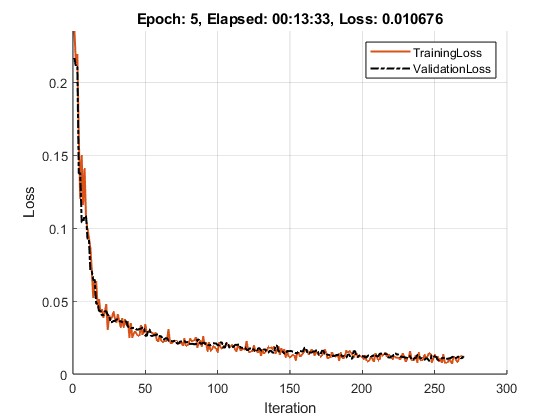 Epoch: 5, Elapsed: 00:13:33, Loss: 0.010676
TrainingLoss
ValidationLoss
0.2
0.15
0.1
0.05
0
Loss
0 50 100 150 200 250 300
Iteration